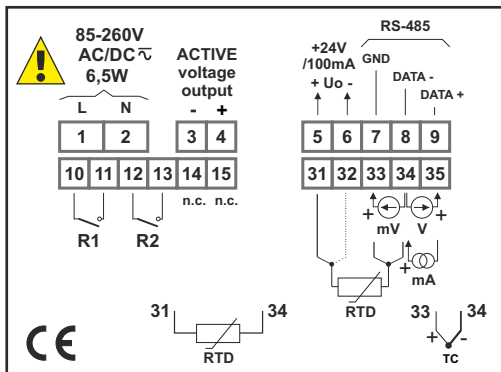 85-260V
AC/DC
6,5W
L N
1 2
ACTIVE
voltage
output
- +
3 4
10 11 12 13 14 15
n.c. n.c.
R1 R2
RS-485
+24V
/100mA
+ Uo -
GND
DATA -
DATA +
5 6 7 8 9
31 32 33 34 35
+ mV
V +
+ mA
RTD
31 34
RTD
33 34
+ -
TC
CE